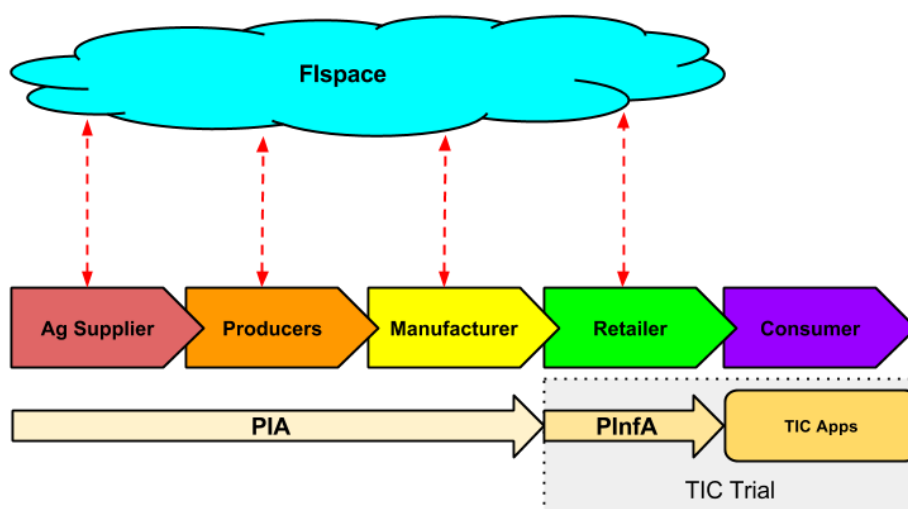 FIspace
Ag Supplier
Producers
Manufacturer
Retailer
Consumer
PIA
PInfA
TIC Apps
TIC Trial